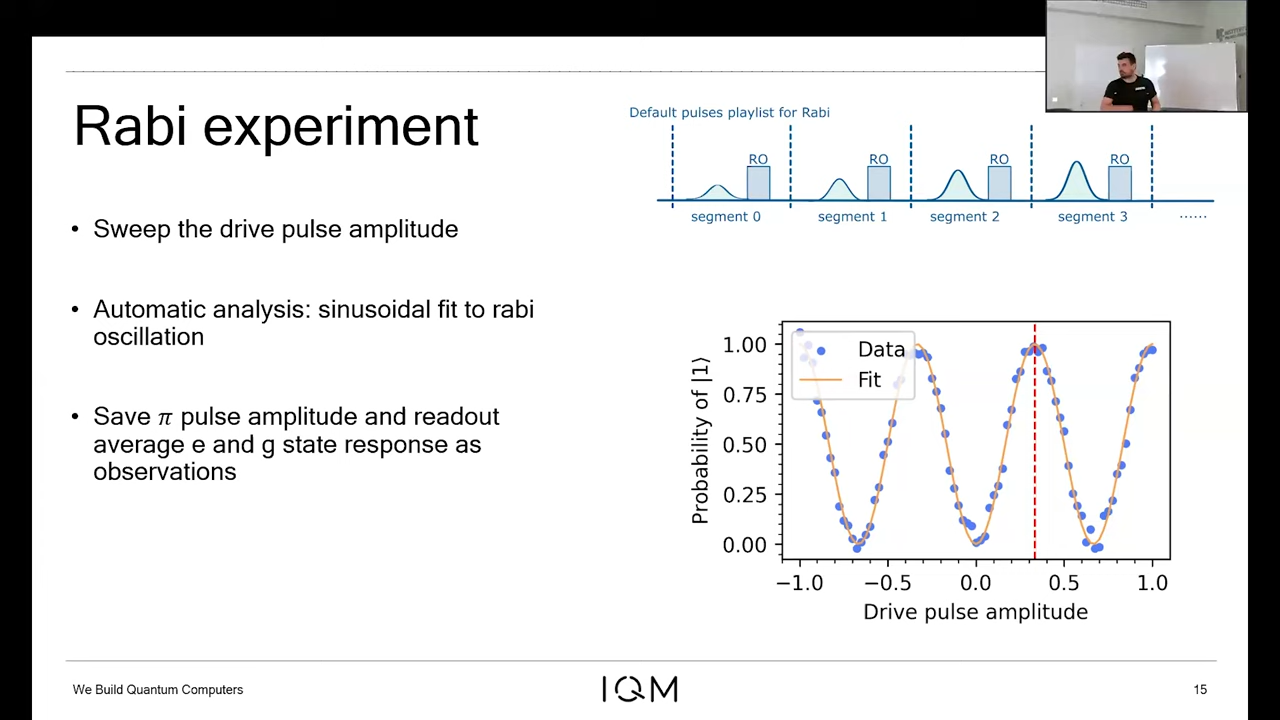 Rabi experiment
• Sweep the drive pulse amplitude
• Automatic analysis: sinusoidal fit to rabi
oscillation
• Save π pulse amplitude and readout
average e and g state response as
observations
Default pulses playlist for Rabi
RO RO RO RO
segment 0 segment 1 segment 2 segment 3 ......
Data
Fit
Probability of |1⟩
1.00
0.75
0.50
0.25
0.00
−1.0 −0.5 0.0 0.5 1.0
Drive pulse amplitude
We Build Quantum Computers
IQM
15